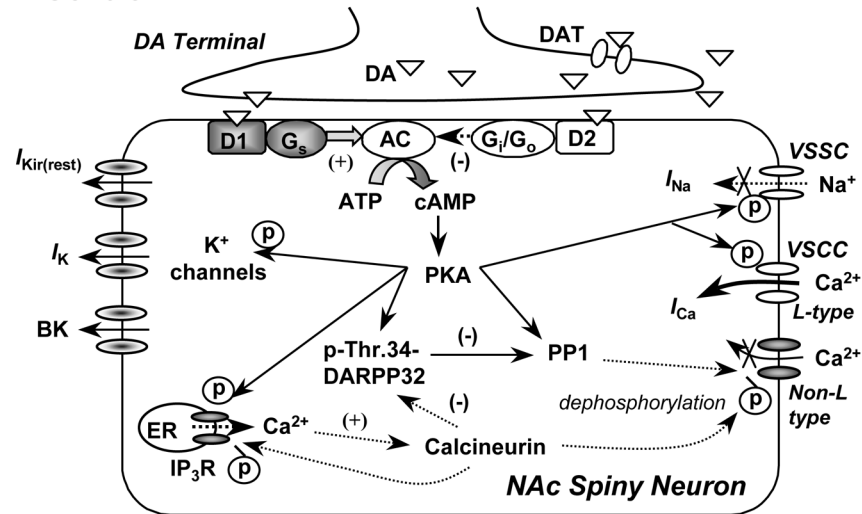 DA Terminal
DAT
DA
D1
Gs
AC
Gi/Go
D2
(+)
(-)
ATP
cAMP
IKir(rest)
IK
BK
K+
channels
p
PKA
INa
VSSC
Na+
p
p
VSCC
Ca2+
ICa
L-type
p-Thr.34-
DARPP32
(-)
PP1
Ca2+
Non-L
type
dephosphorylation
p
p
ER
Ca2+
(+)
(-)
Calcineurin
IP3R
p
NAc Spiny Neuron